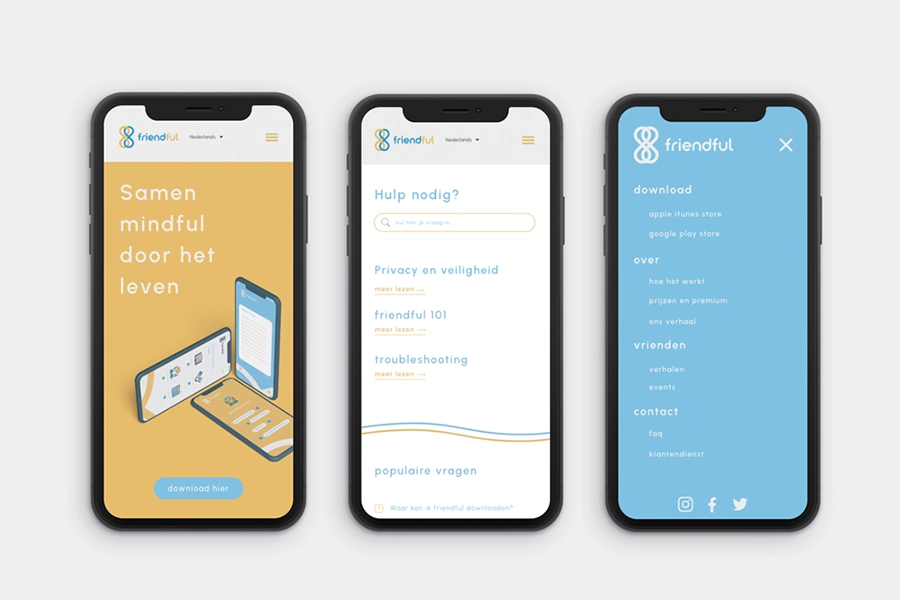 friendful
Nederlands
Samen
mindful
door het
leven
download hier
friendful
Nederlands
Hulp nodig?
vul hier je vraag in...
Privacy en veiligheid
meer lezen
friendful 101
meer lezen
troubleshooting
meer lezen
populaire vragen
Waar kan ik friendful downloaden?
friendful
download
apple itunes store
google play store
over
hoe het werkt
prijzen en premium
ons verhaal
vrienden
verhalen
events
contact
faq
klantendienst